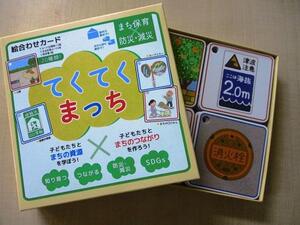 絵合わせカード
まち保育
防災・減災
てくてく
まっち
子どもたちと
まちの資源
を学ぼう!
×
子どもたちと
まちのつながり
を作ろう!
知り育つ
つながる
防災
減災
SDGs
津波
注意
ここは海抜
2.0m
消火栓